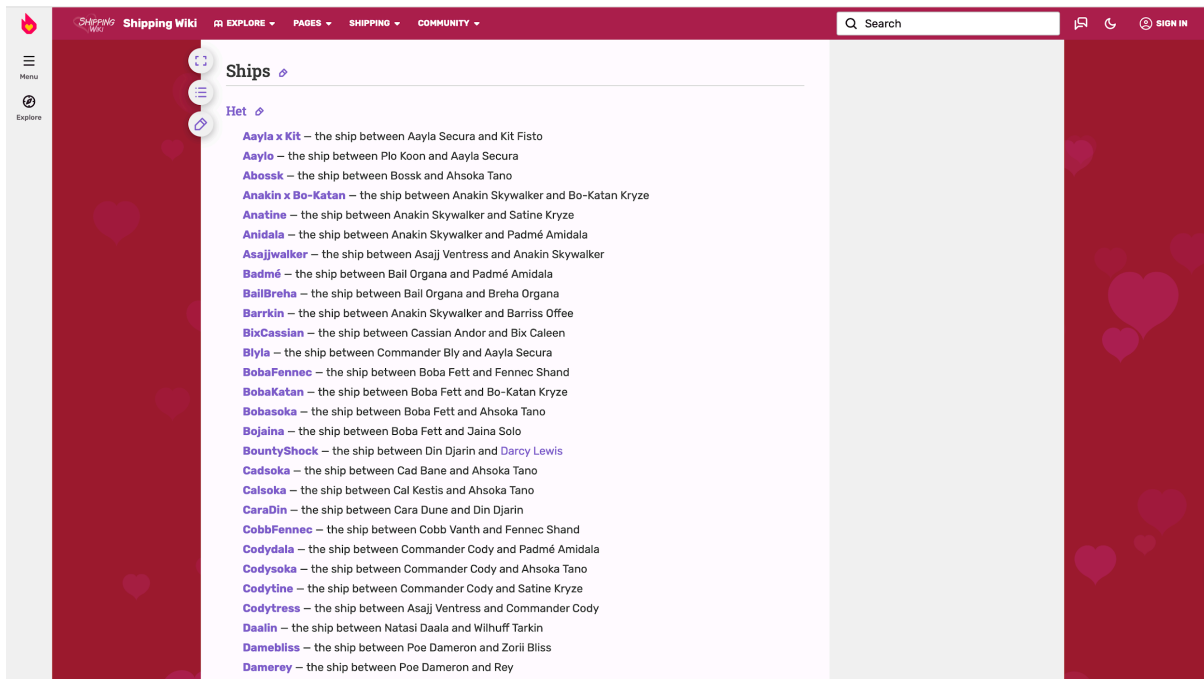 SHIPPING Wiki
Shipping Wiki
EXPLORE
PAGES
SHIPPING
COMMUNITY
Search
SIGN IN
Menu
Explore
Ships
Het
Aayla x Kit — the ship between Aayla Secura and Kit Fisto
Aaylo — the ship between Plo Koon and Aayla Secura
Abossk — the ship between Bossk and Ahsoka Tano
Anakin x Bo-Katan — the ship between Anakin Skywalker and Bo-Katan Kryze
Anatine — the ship between Anakin Skywalker and Satine Kryze
Anidala — the ship between Anakin Skywalker and Padmé Amidala
Asajjwalker — the ship between Asajj Ventress and Anakin Skywalker
Badmé — the ship between Bail Organa and Padmé Amidala
BailBreha — the ship between Bail Organa and Breha Organa
Barrkin — the ship between Anakin Skywalker and Barriss Offee
BixCassian — the ship between Cassian Andor and Bix Caleen
Blyla — the ship between Commander Bly and Aayla Secura
BobaFennec — the ship between Boba Fett and Fennec Shand
BobaKatan — the ship between Boba Fett and Bo-Katan Kryze
Bobasoka — the ship between Boba Fett and Ahsoka Tano
Bojaina — the ship between Boba Fett and Jaina Solo
BountyShock — the ship between Din Djarin and Darcy Lewis
Cadsoka — the ship between Cad Bane and Ahsoka Tano
Calsoka — the ship between Cal Kestis and Ahsoka Tano
CaraDin — the ship between Cara Dune and Din Djarin
CobbFennec — the ship between Cobb Vanth and Fennec Shand
Codydala — the ship between Commander Cody and Padmé Amidala
Codysoka — the ship between Commander Cody and Ahsoka Tano
Codytine — the ship between Commander Cody and Satine Kryze
Codytress — the ship between Asajj Ventress and Commander Cody
Daalin — the ship between Natasi Daala and Wilhuff Tarkin
Damebliss — the ship between Poe Dameron and Zorii Bliss
Damerey — the ship between Poe Dameron and Rey